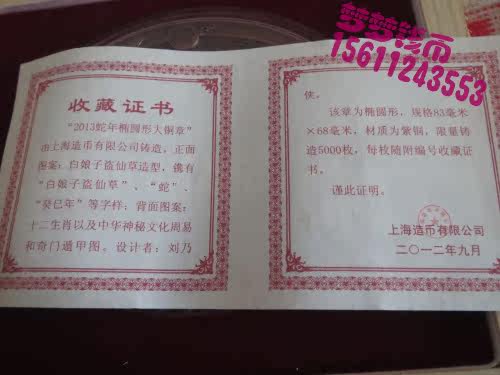 梦梦钱币
15611243553
收藏证书
“2013蛇年椭圆形大铜章”
由上海造币有限公司铸造，正面
图案：白娘子盗仙草造型，镌有
“白娘子盗仙草”、“蛇”、
“癸巳年”等字样；背面图案：
十二生肖以及中华神秘文化周易
和奇门遁甲图。设计者：刘乃
使。
该章为椭圆形，规格83毫米
×68毫米，材质为紫铜，限量铸
造5000枚，每枚随附编号收藏证
书。
谨此证明。
上海造币有限公司
二〇一二年九月